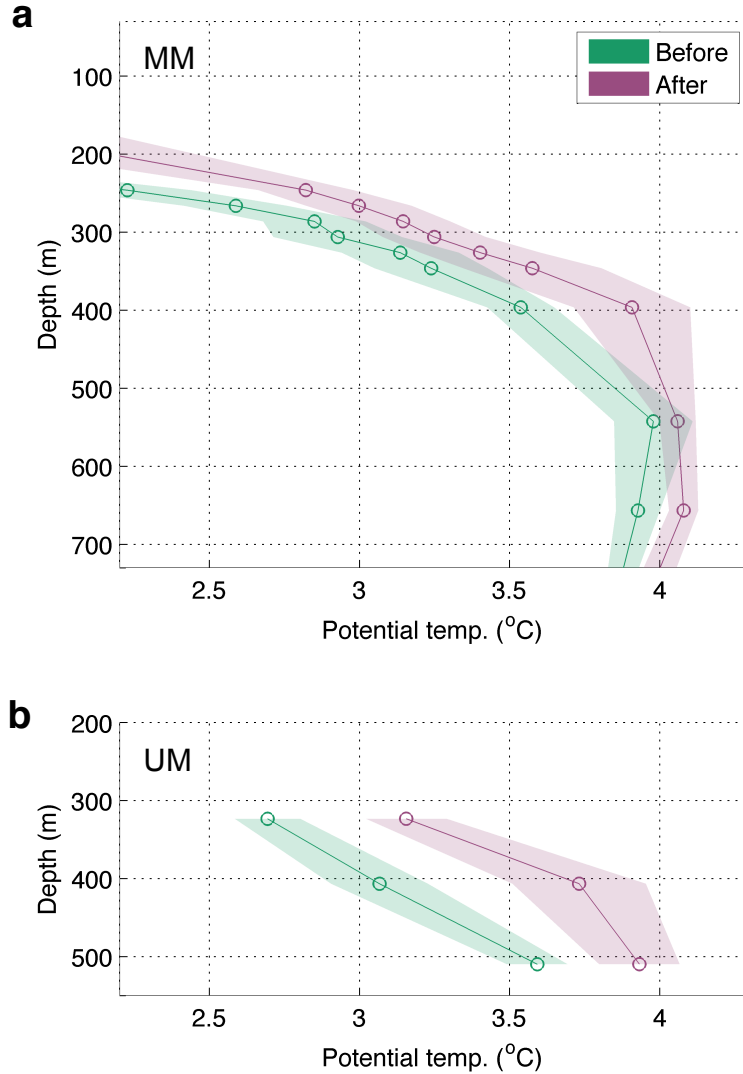 a
MM
Before
After
100
200
300
400
500
600
700
Depth (m)
2.5 3 3.5 4
Potential temp. (°C)
b
UM
200
300
400
500
Depth (m)
2.5 3 3.5 4
Potential temp. (°C)